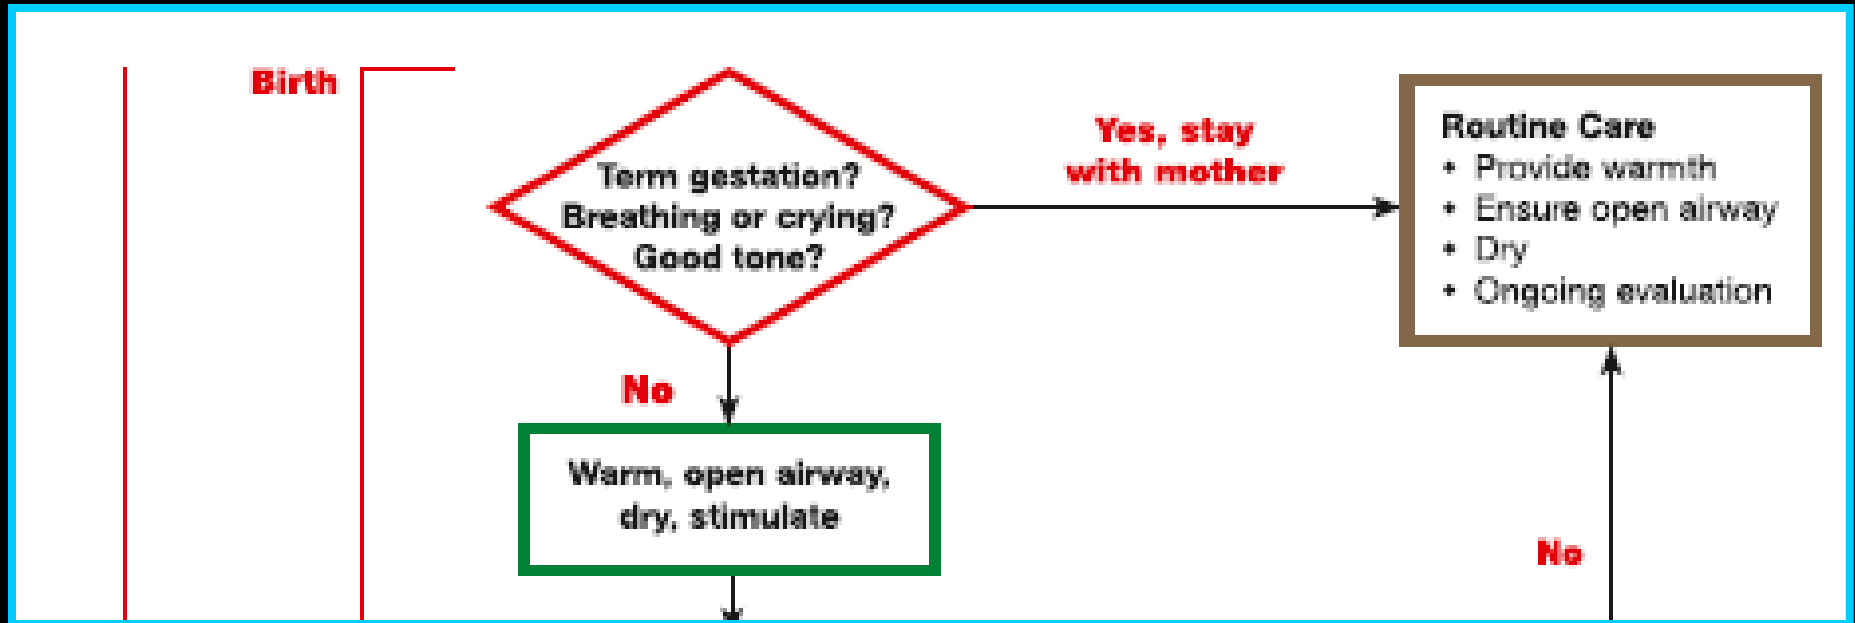 Birth
Term gestation?
Breathing or crying?
Good tone?
Yes, stay
with mother
Routine Care
• Provide warmth
• Ensure open airway
• Dry
• Ongoing evaluation
No
Warm, open airway,
dry, stimulate
No